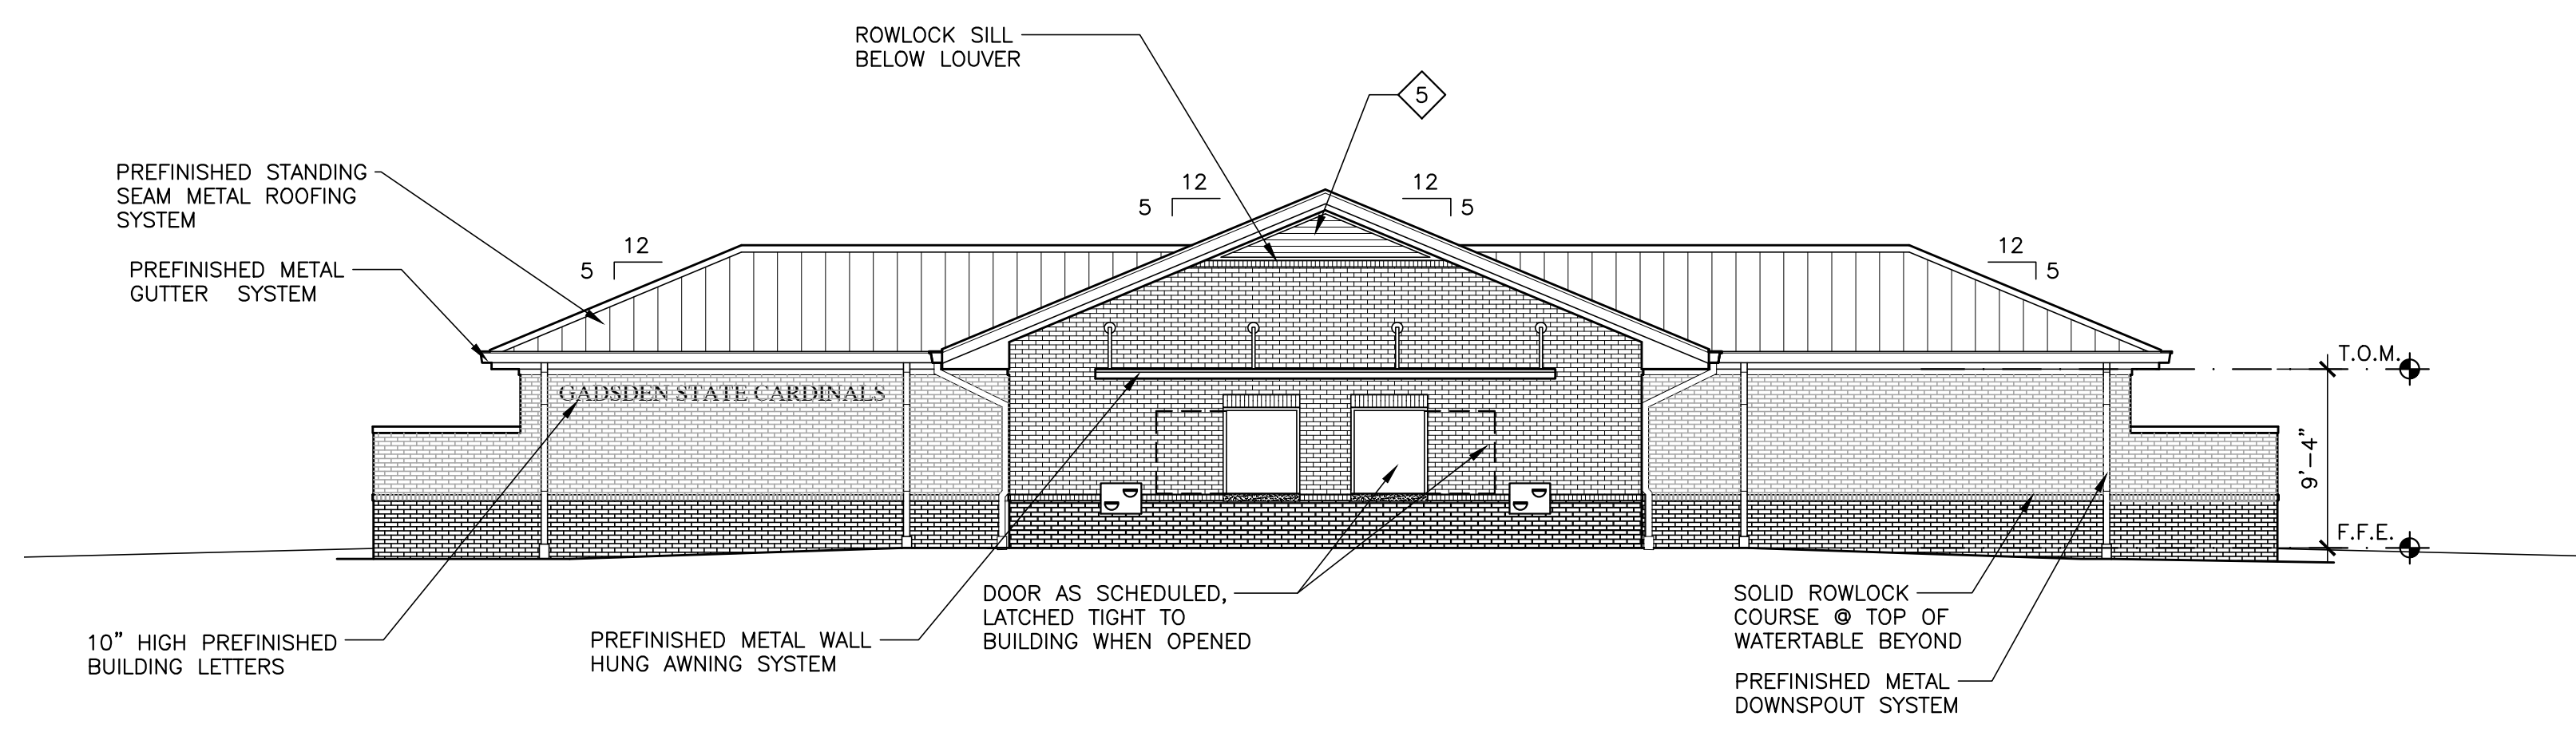 ROWLOCK SILL
BELOW LOUVER
5
PREFINISHED STANDING
SEAM METAL ROOFING
SYSTEM
12
5
12
5
12
5
12
5
PREFINISHED METAL
GUTTER SYSTEM
T.O.M.
GADSDEN STATE CARDINALS
9'-4"
F.F.E.
10" HIGH PREFINISHED
BUILDING LETTERS
PREFINISHED METAL WALL
HUNG AWNING SYSTEM
DOOR AS SCHEDULED,
LATCHED TIGHT TO
BUILDING WHEN OPENED
SOLID ROWLOCK
COURSE @ TOP OF
WATERTABLE BEYOND
PREFINISHED METAL
DOWNSPOUT SYSTEM